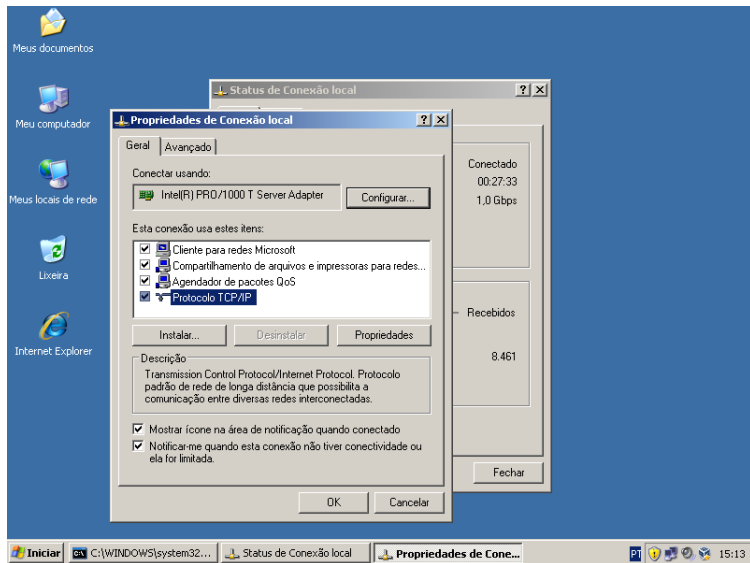 Meus documentos
Meu computador
Meus locais de rede
Lixeira
Internet Explorer
Status de Conexão local
Conectado
00:27:33
1,0 Gbps
Recebidos
8.461
Fechar
Propriedades de Conexão local
Geral Avançado
Conectar usando:
Intel(R) PRO/1000 T Server Adapter Configurar...
Esta conexão usa estes itens:
Cliente para redes Microsoft
Compartilhamento de arquivos e impressoras para redes...
Agendador de pacotes QoS
Protocolo TCP/IP
Instalar... Desinstalar Propriedades
Descrição
Transmission Control Protocol/Internet Protocol. Protocolo
padrão de rede de longa distância que possibilita a
comunicação entre diversas redes interconectadas.
Mostrar ícone na área de notificação quando conectado
Notificar-me quando esta conexão não tiver conectividade ou
ela for limitada.
OK Cancelar
Iniciar C:\WINDOWS\system32... Status de Conexão local Propriedades de Cone... PT 15:13